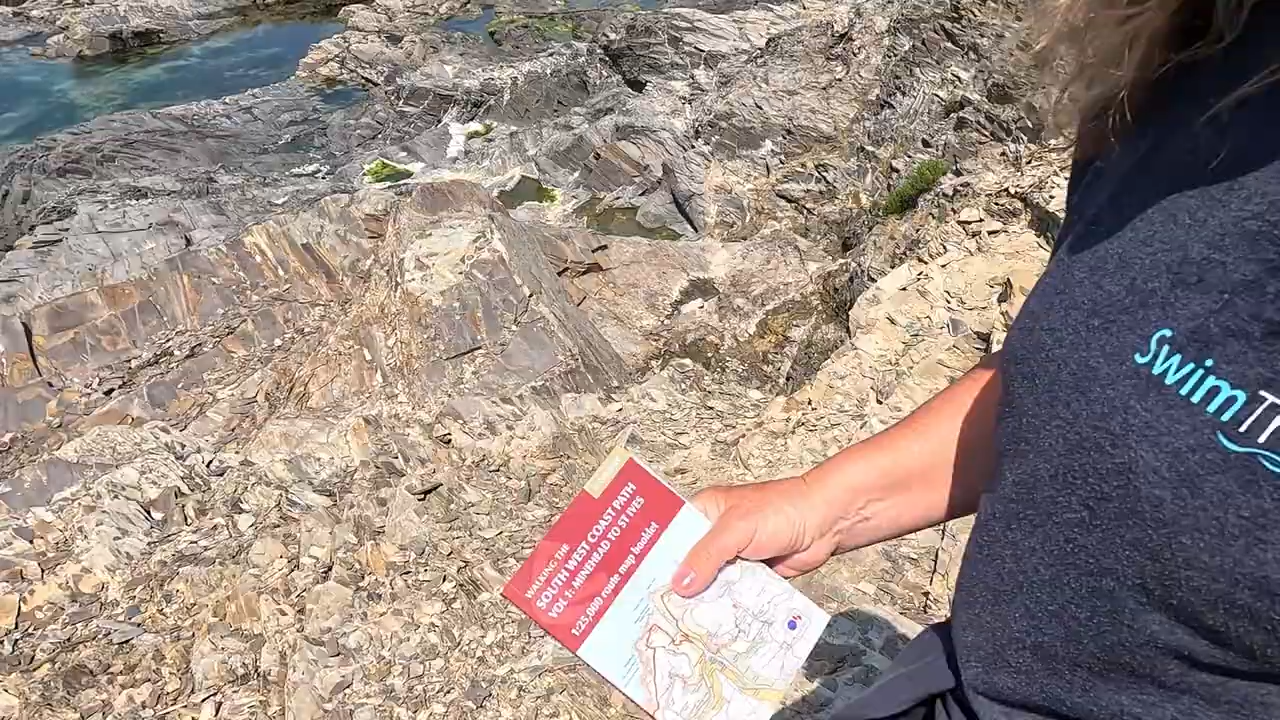 WALKING THE
SOUTH WEST COAST PATH
VOL 1: MINEHEAD TO ST IVES
1:25,000 route map booklet
SwimT